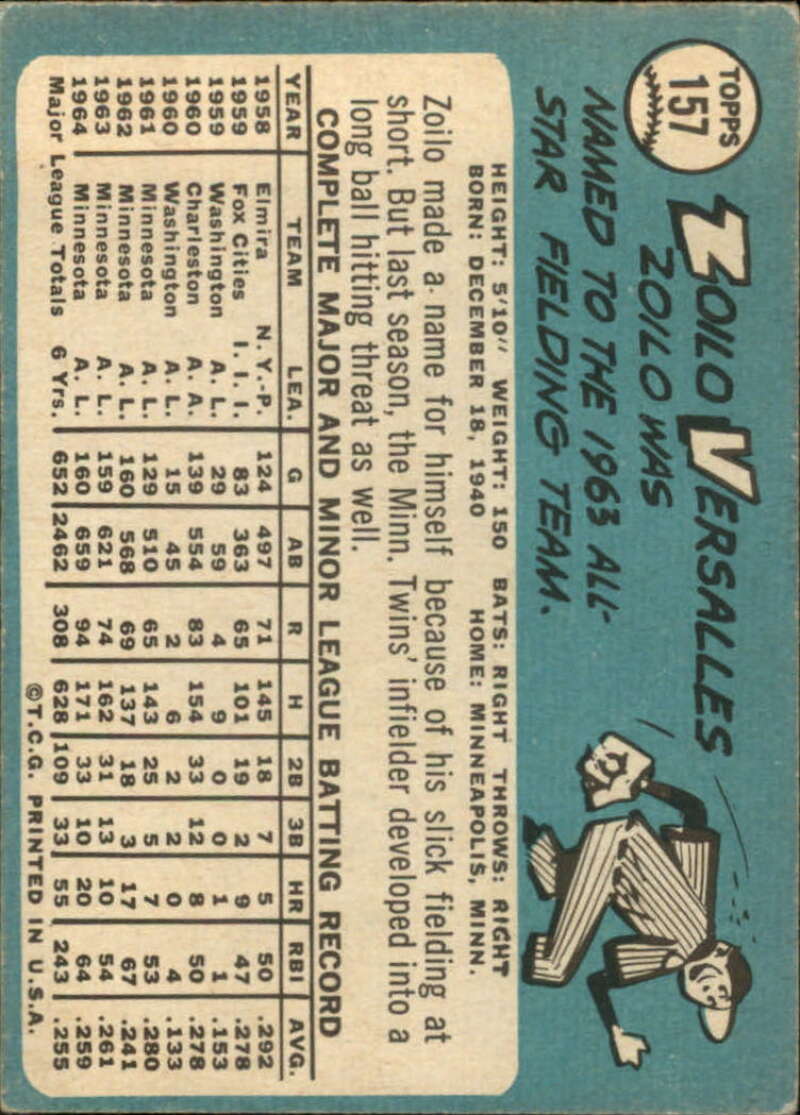 TOPPS
157
ZOILO VERSALLES
ZOILO WAS
NAMED TO THE 1963 ALL-
STAR FIELDING TEAM.
HEIGHT: 5'10" WEIGHT: 150 BATS: RIGHT THROWS: RIGHT
BORN: DECEMBER 18, 1940 HOME: MINNEAPOLIS, MINN.
Zoilo made a name for himself because of his slick fielding at
short. But last season, the Minn. Twins' infielder developed into a
long ball hitting threat as well.
COMPLETE MAJOR AND MINOR LEAGUE BATTING RECORD
YEAR TEAM LEA. G AB R H 2B 3B HR RBI AVG.
1958 Elmira N.Y.-P. 124 497 71 145 18 7 5 50 .292
1959 Fox Cities I. I. I. 83 363 65 101 19 2 9 47 .278
1959 Washington A. L. 29 59 4 9 0 0 1 1 .153
1960 Charleston A. A. 139 554 83 154 33 12 8 50 .278
1960 Washington A. L. 15 45 2 6 2 2 0 4 .133
1961 Minnesota A. L. 129 510 65 143 25 5 7 53 .280
1962 Minnesota A. L. 160 568 69 137 18 3 17 67 .241
1963 Minnesota A. L. 159 621 74 162 31 13 10 54 .261
1964 Minnesota A. L. 160 659 94 171 33 10 20 64 .259
Major League Totals 6 Yrs. 652 2462 308 628 109 33 55 243 .255
©T.C.G. PRINTED IN U.S.A.